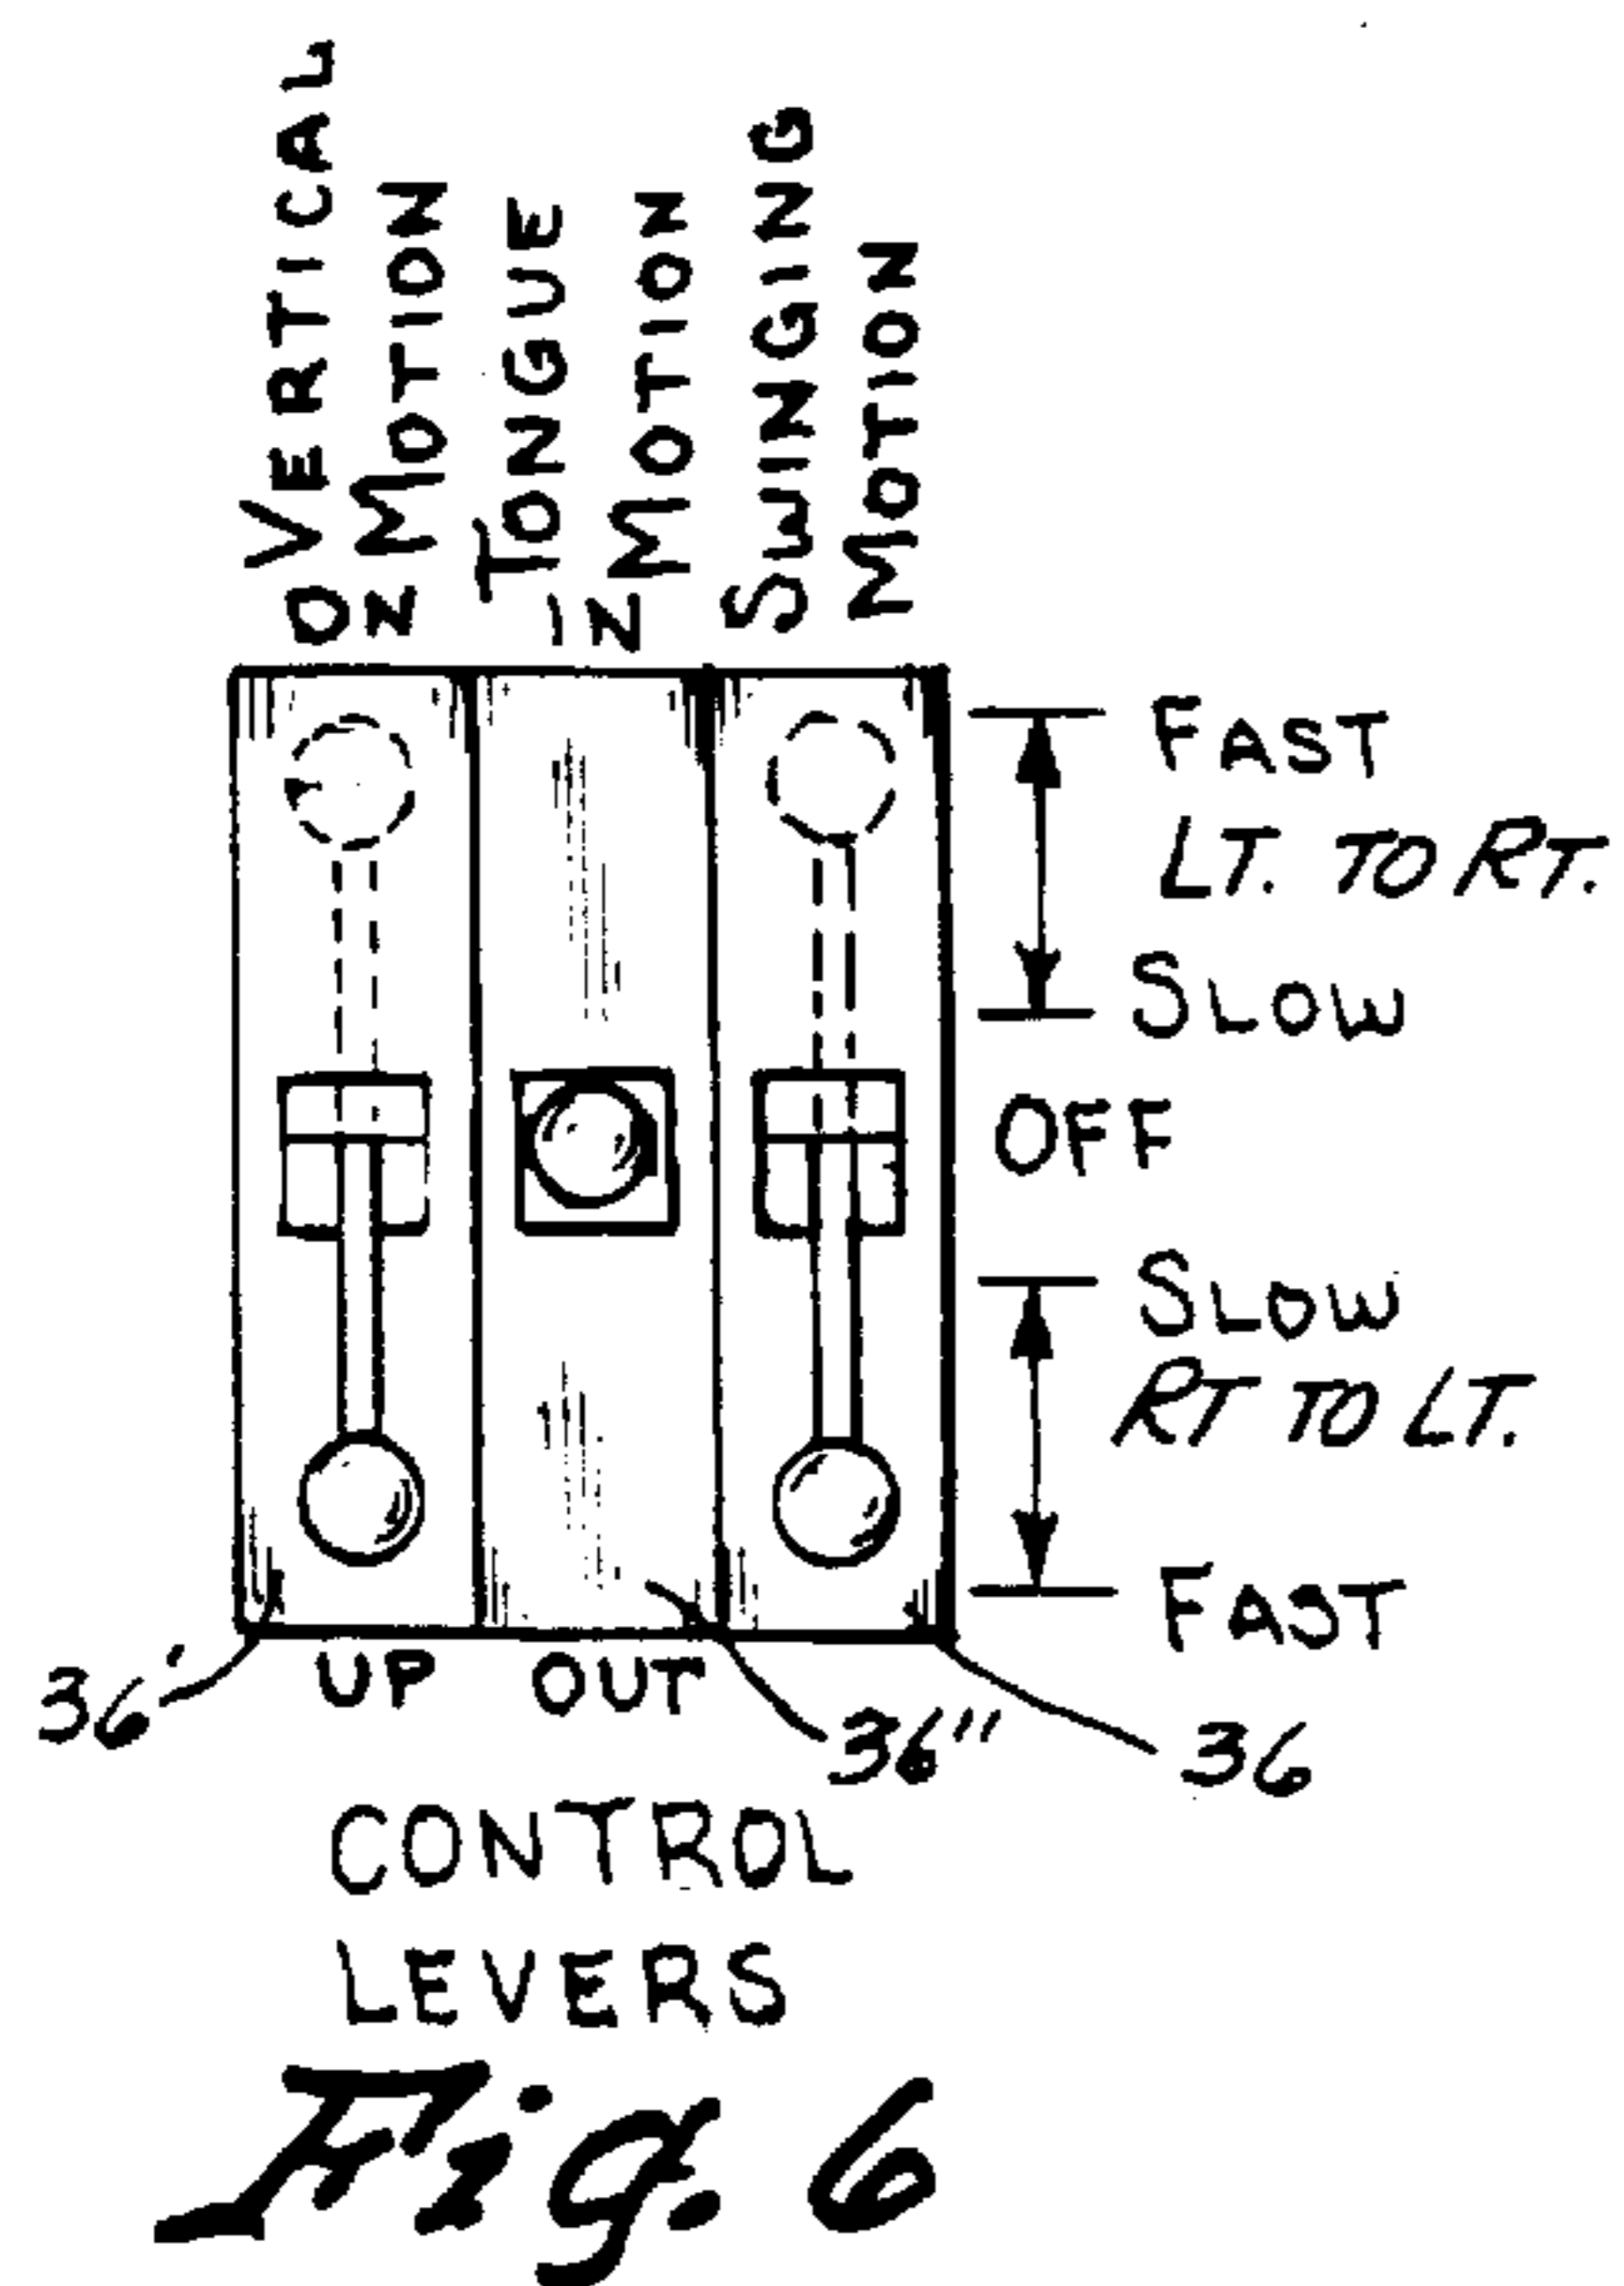 VERTICAL
MOTION
TONGUE
MOTION
SWINGING
MOTION
DN
IN
FAST
LT. TO RT.
SLOW
OFF
SLOW
RT TO LT.
FAST
UP
OUT
36'
36"
36
CONTROL
LEVERS
Fig. 6